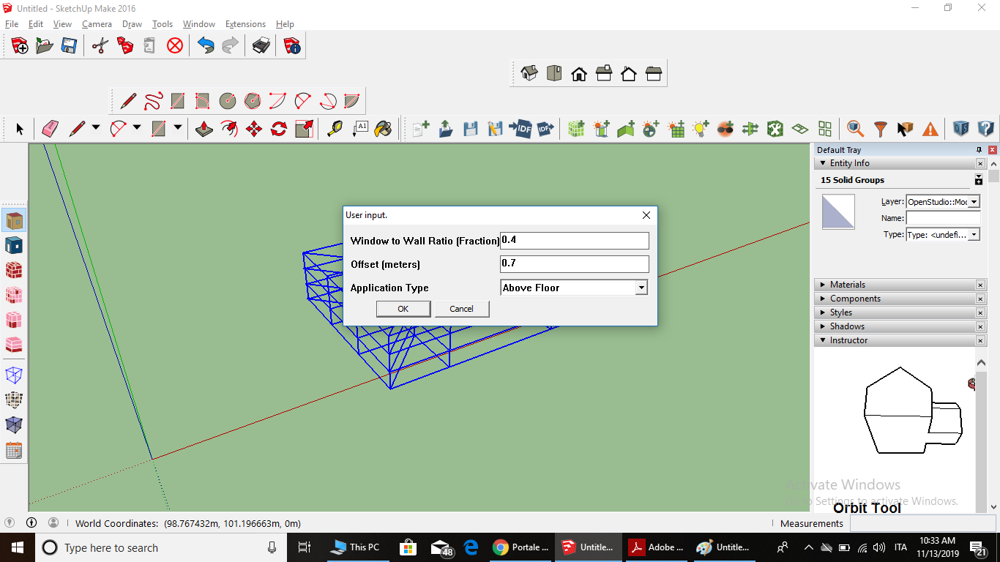 Untitled - SketchUp Make 2016
File Edit View Camera Draw Tools Window Extensions Help
A1
IDF
IDF
Default Tray
Entity Info
15 Solid Groups
Layer: OpenStudio::Moc
Name:
Type: Type: <undefi...
User input.
Window to Wall Ratio (Fraction) 0.4
Offset (meters) 0.7
Application Type Above Floor
OK Cancel
Materials
Components
Styles
Shadows
Instructor
Activate Windows
Go to Settings to activate Windows.
Orbit Tool
World Coordinates: (98.767432m, 101.196663m, 0m)
Measurements
Type here to search
This PC
48
Portale ...
Untitle...
Adobe ...
Untitle...
ITA
10:33 AM
11/13/2019
21